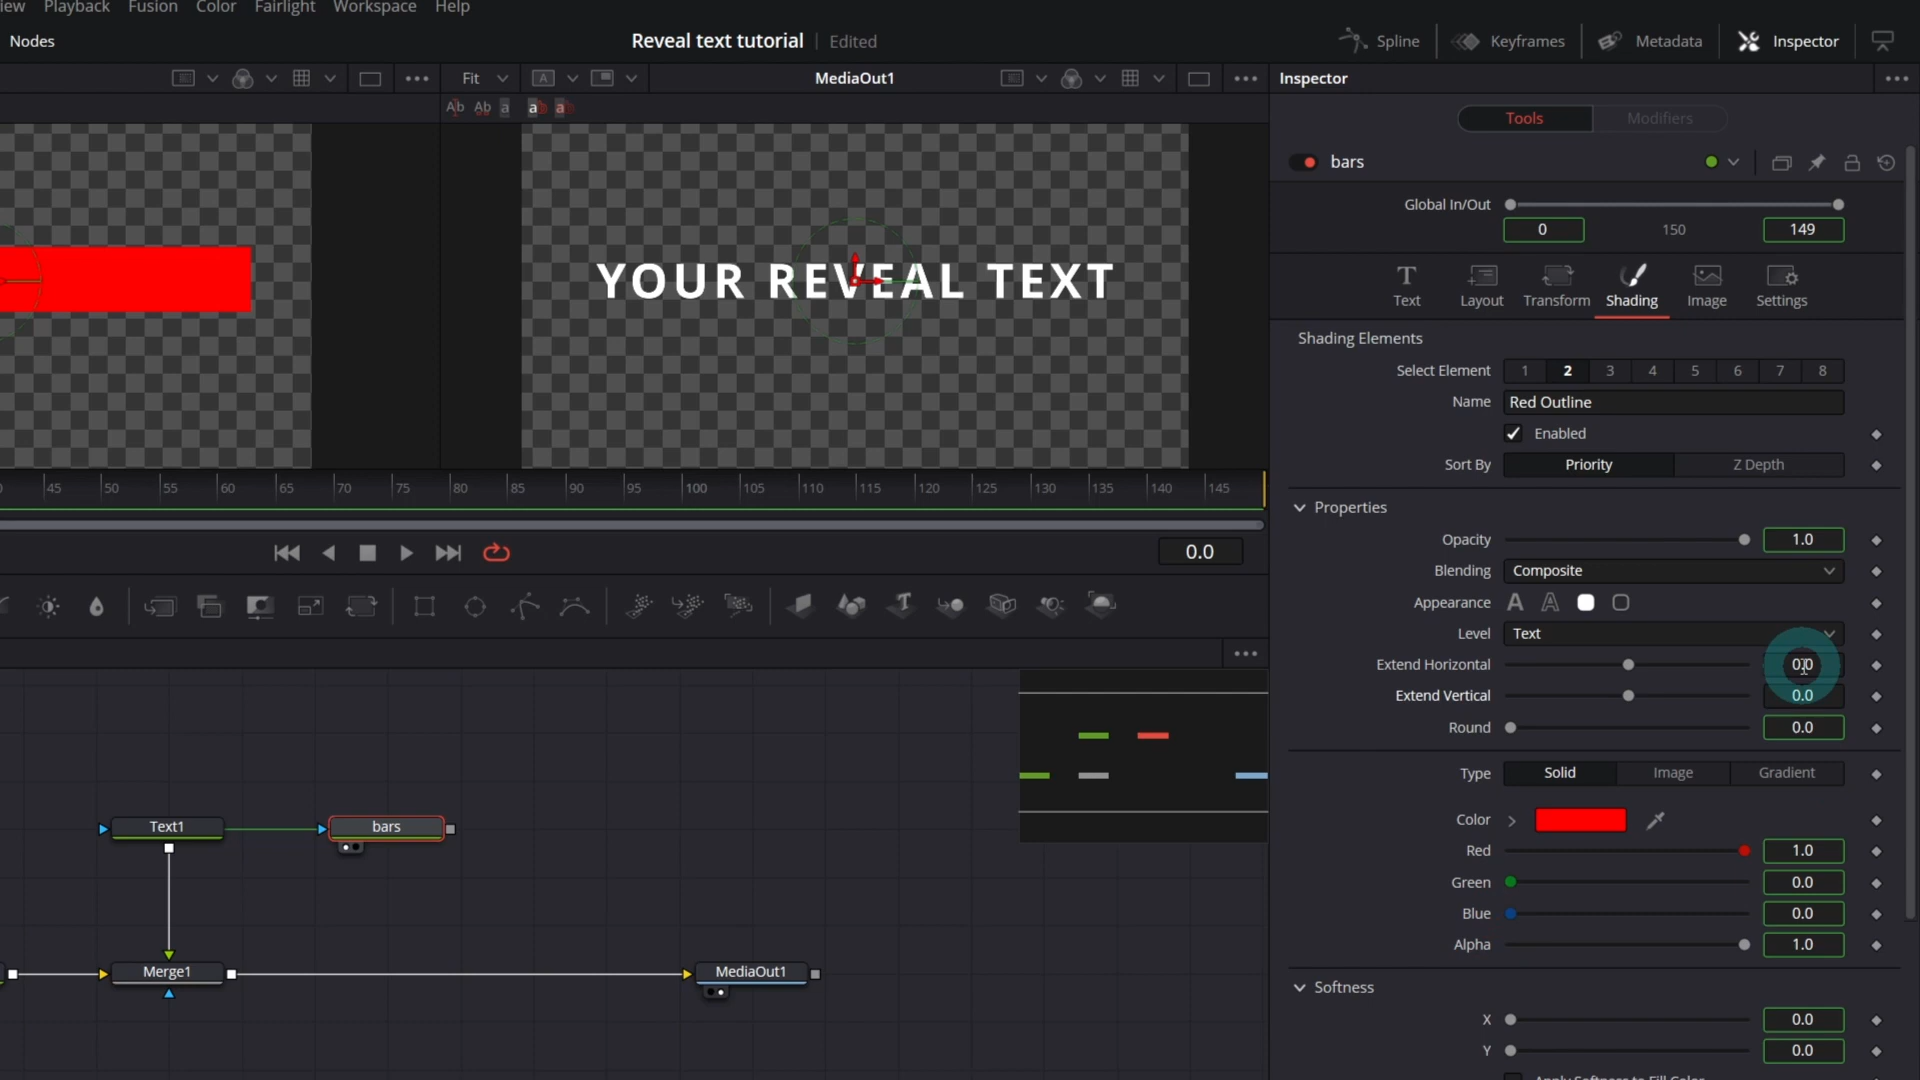 iew Playback Fusion Color Fairlight Workspace Help
Nodes
Reveal text tutorial Edited
Spline Keyframes Metadata Inspector
Fit A MediaOut1 Inspector
Ab Ab a ab ab
Tools Modifiers
bars
Global In/Out
0 150 149
Text Layout Transform Shading Image Settings
YOUR REVEAL TEXT
Shading Elements
Select Element 1 2 3 4 5 6 7 8
Name Red Outline
Enabled
Sort By Priority Z Depth
45 50 55 60 65 70 75 80 85 90 95 100 105 110 115 120 125 130 135 140 145
Properties
Opacity 1.0
0.0
Blending Composite
Appearance A A
Level Text
Extend Horizontal 0.0
Extend Vertical 0.0
Round 0.0
Type Solid Image Gradient
Color
Red 1.0
Green 0.0
Blue 0.0
Alpha 1.0
Text1 bars
Merge1 MediaOut1
Softness
X 0.0
Y 0.0